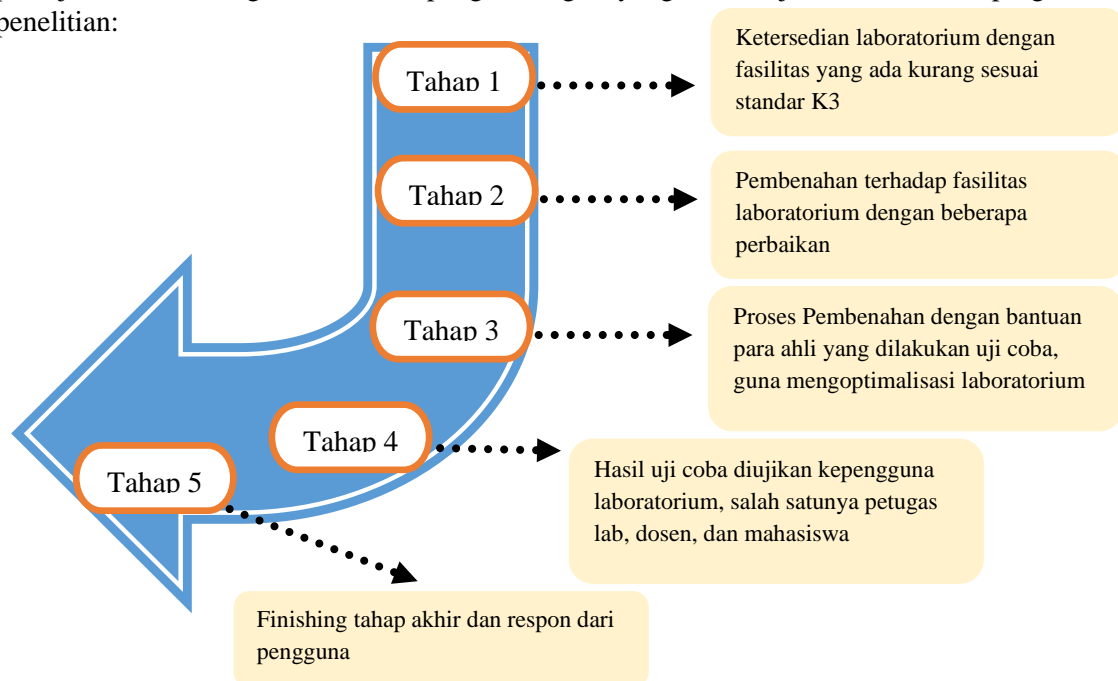 penelitian:
Tahap 1
Ketersedian laboratorium dengan
fasilitas yang ada kurang sesuai
standar K3
Tahap 2
Pembenahan terhadap fasilitas
laboratorium dengan beberapa
perbaikan
Tahap 3
Proses Pembenahan dengan bantuan
para ahli yang dilakukan uji coba,
guna mengoptimalisasi laboratorium
Tahap 4
Hasil uji coba diujikan kepengguna
laboratorium, salah satunya petugas
lab, dosen, dan mahasiswa
Tahap 5
Finishing tahap akhir dan respon dari
pengguna